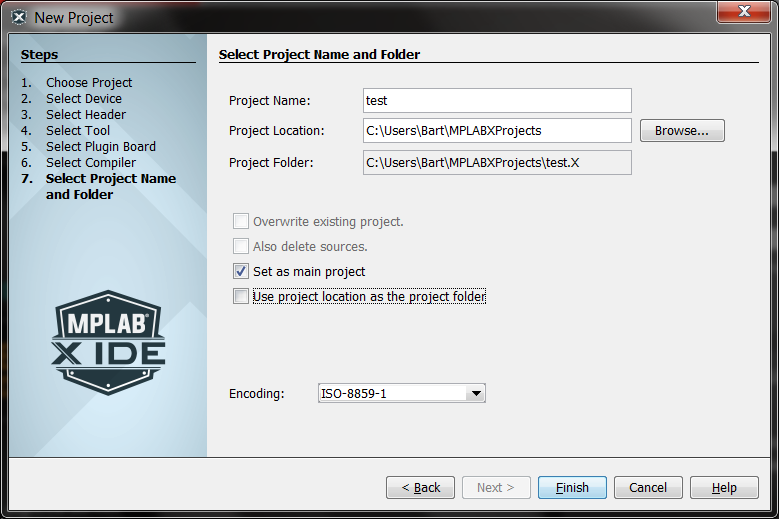 New Project
Steps
1. Choose Project
2. Select Device
3. Select Header
4. Select Tool
5. Select Plugin Board
6. Select Compiler
7. Select Project Name
and Folder
MPLAB®
X IDE
Select Project Name and Folder
Project Name: test
Project Location: C:\Users\Bart\MPLABXProjects Browse...
Project Folder: C:\Users\Bart\MPLABXProjects\test.X
Overwrite existing project.
Also delete sources.
Set as main project
Use project location as the project folder
Encoding: ISO-8859-1
< Back Next > Finish Cancel Help